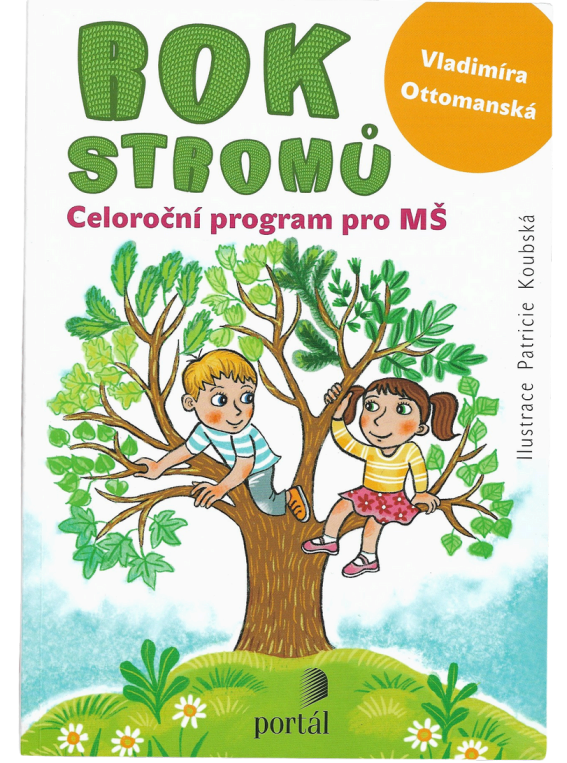 ROK
STROMŮ
Celoroční program pro MŠ
Vladimíra
Ottomanská
Ilustrace Patricie Koubská
portál